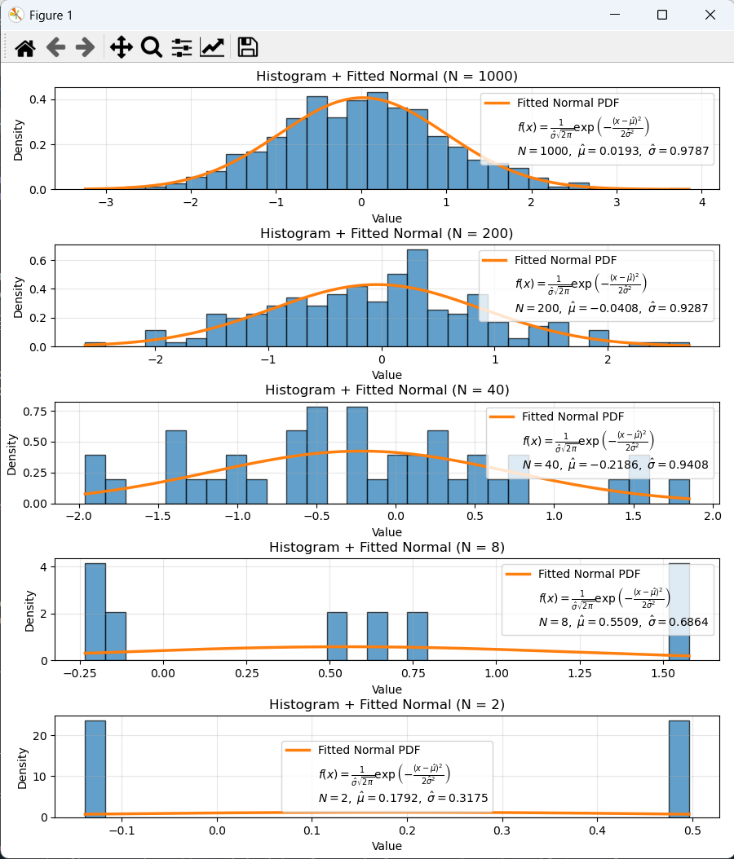 Figure 1
Histogram + Fitted Normal (N = 1000)
0.4
0.2
0.0
Density
Fitted Normal PDF
f(x) = 1/(σ̂√2π) exp(−(x−μ̂)²/2σ̂²)
N = 1000, μ̂ = 0.0193, σ̂ = 0.9787
−3 −2 −1 0 1 2 3 4
Value
Histogram + Fitted Normal (N = 200)
0.6
0.4
0.2
0.0
Density
Fitted Normal PDF
f(x) = 1/(σ̂√2π) exp(−(x−μ̂)²/2σ̂²)
N = 200, μ̂ = −0.0408, σ̂ = 0.9287
−2 −1 0 1 2
Value
Histogram + Fitted Normal (N = 40)
0.75
0.50
0.25
0.00
Density
Fitted Normal PDF
f(x) = 1/(σ̂√2π) exp(−(x−μ̂)²/2σ̂²)
N = 40, μ̂ = −0.2186, σ̂ = 0.9408
−2.0 −1.5 −1.0 −0.5 0.0 0.5 1.0 1.5 2.0
Value
Histogram + Fitted Normal (N = 8)
4
2
0
Density
Fitted Normal PDF
f(x) = 1/(σ̂√2π) exp(−(x−μ̂)²/2σ̂²)
N = 8, μ̂ = 0.5509, σ̂ = 0.6864
−0.25 0.00 0.25 0.50 0.75 1.00 1.25 1.50
Value
Histogram + Fitted Normal (N = 2)
20
10
0
Density
Fitted Normal PDF
f(x) = 1/(σ̂√2π) exp(−(x−μ̂)²/2σ̂²)
N = 2, μ̂ = 0.1792, σ̂ = 0.3175
−0.1 0.0 0.1 0.2 0.3 0.4 0.5
Value